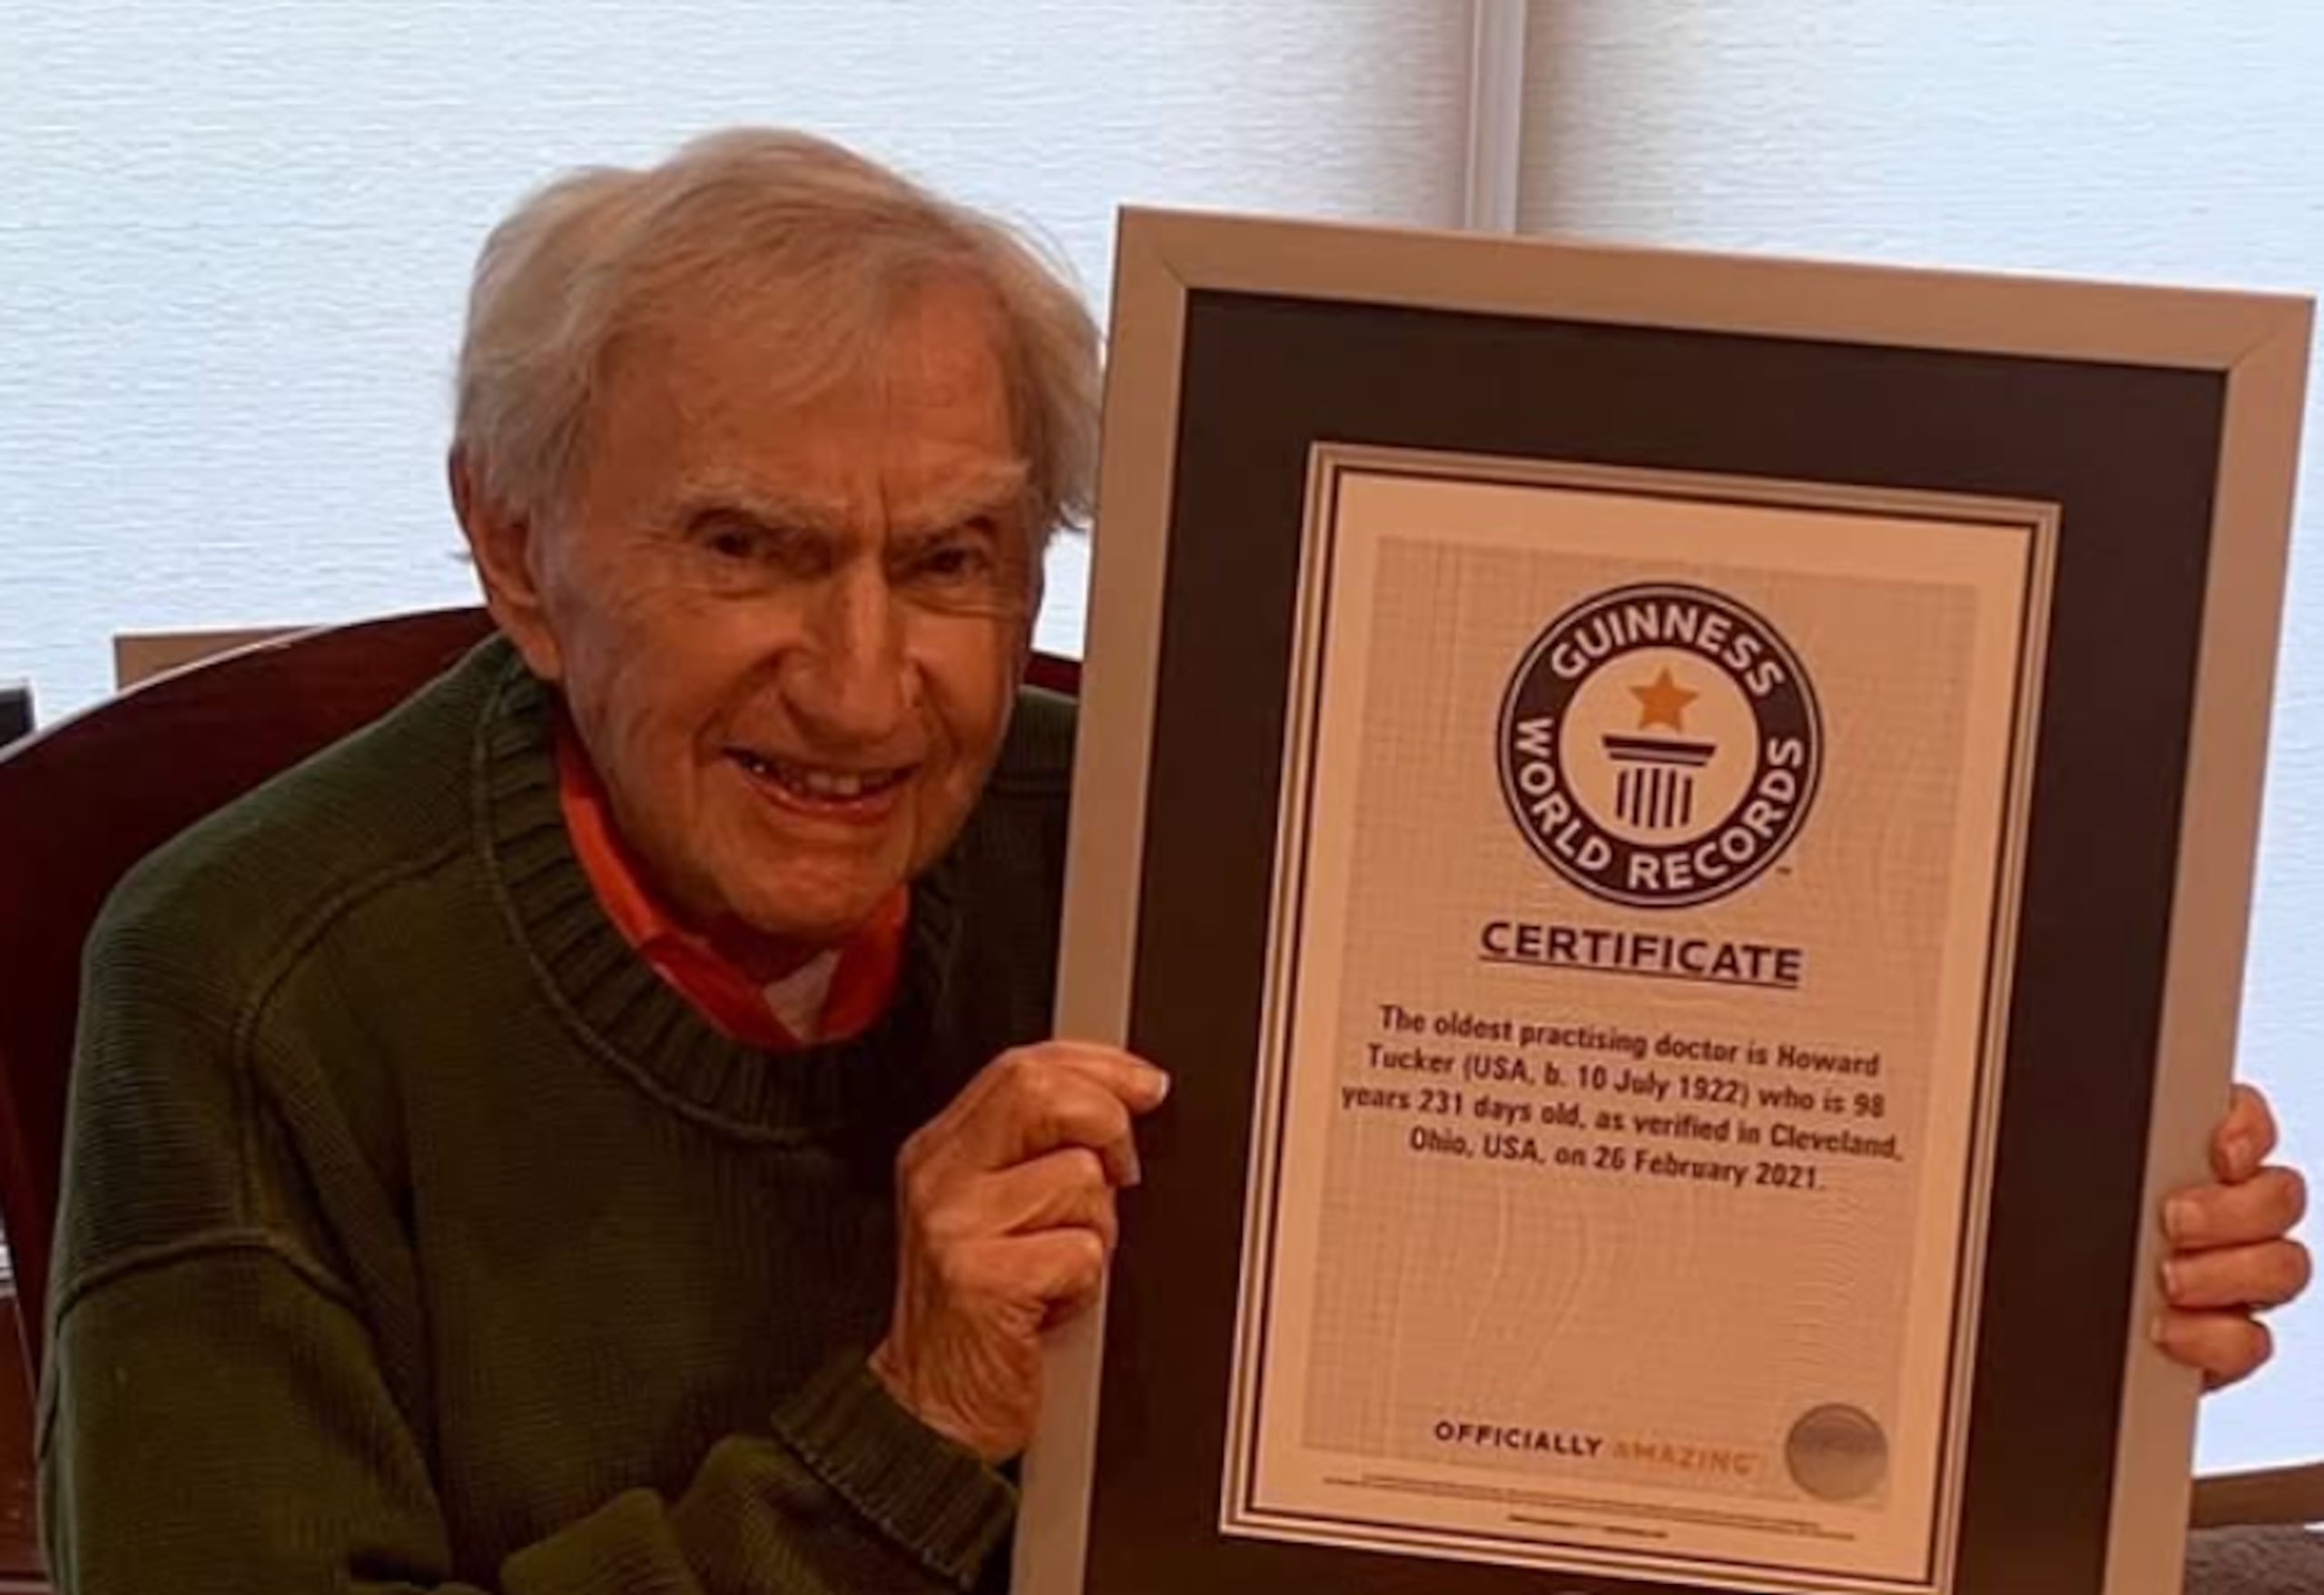 GUINNESS
WORLD RECORDS
™
CERTIFICATE
The oldest practising doctor is Howard
Tucker (USA, b. 10 July 1922) who is 98
years 231 days old, as verified in Cleveland,
Ohio, USA, on 26 February 2021.
OFFICIALLY AMAZING